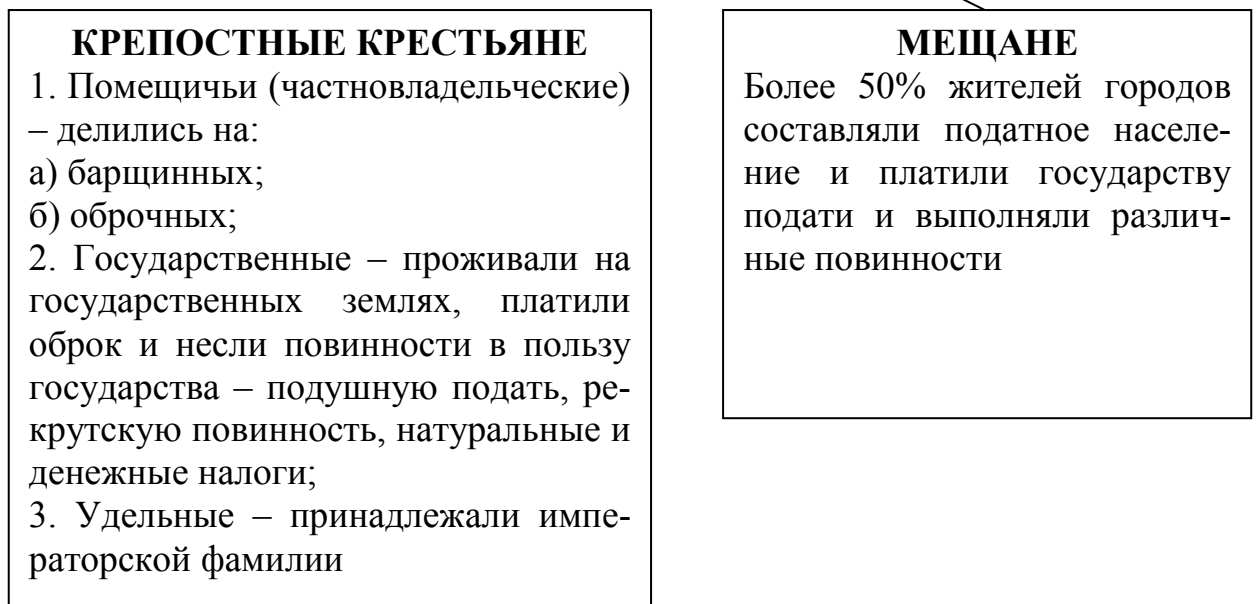 КРЕПОСТНЫЕ КРЕСТЬЯНЕ
1. Помещичьи (частновладельческие)
– делились на:
а) барщинных;
б) оброчных;
2. Государственные – проживали на
государственных землях, платили
оброк и несли повинности в пользу
государства – подушную подать, ре-
крутскую повинность, натуральные и
денежные налоги;
3. Удельные – принадлежали импе-
раторской фамилии
МЕЩАНЕ
Более 50% жителей городов
составляли податное населе-
ние и платили государству
подати и выполняли различ-
ные повинности